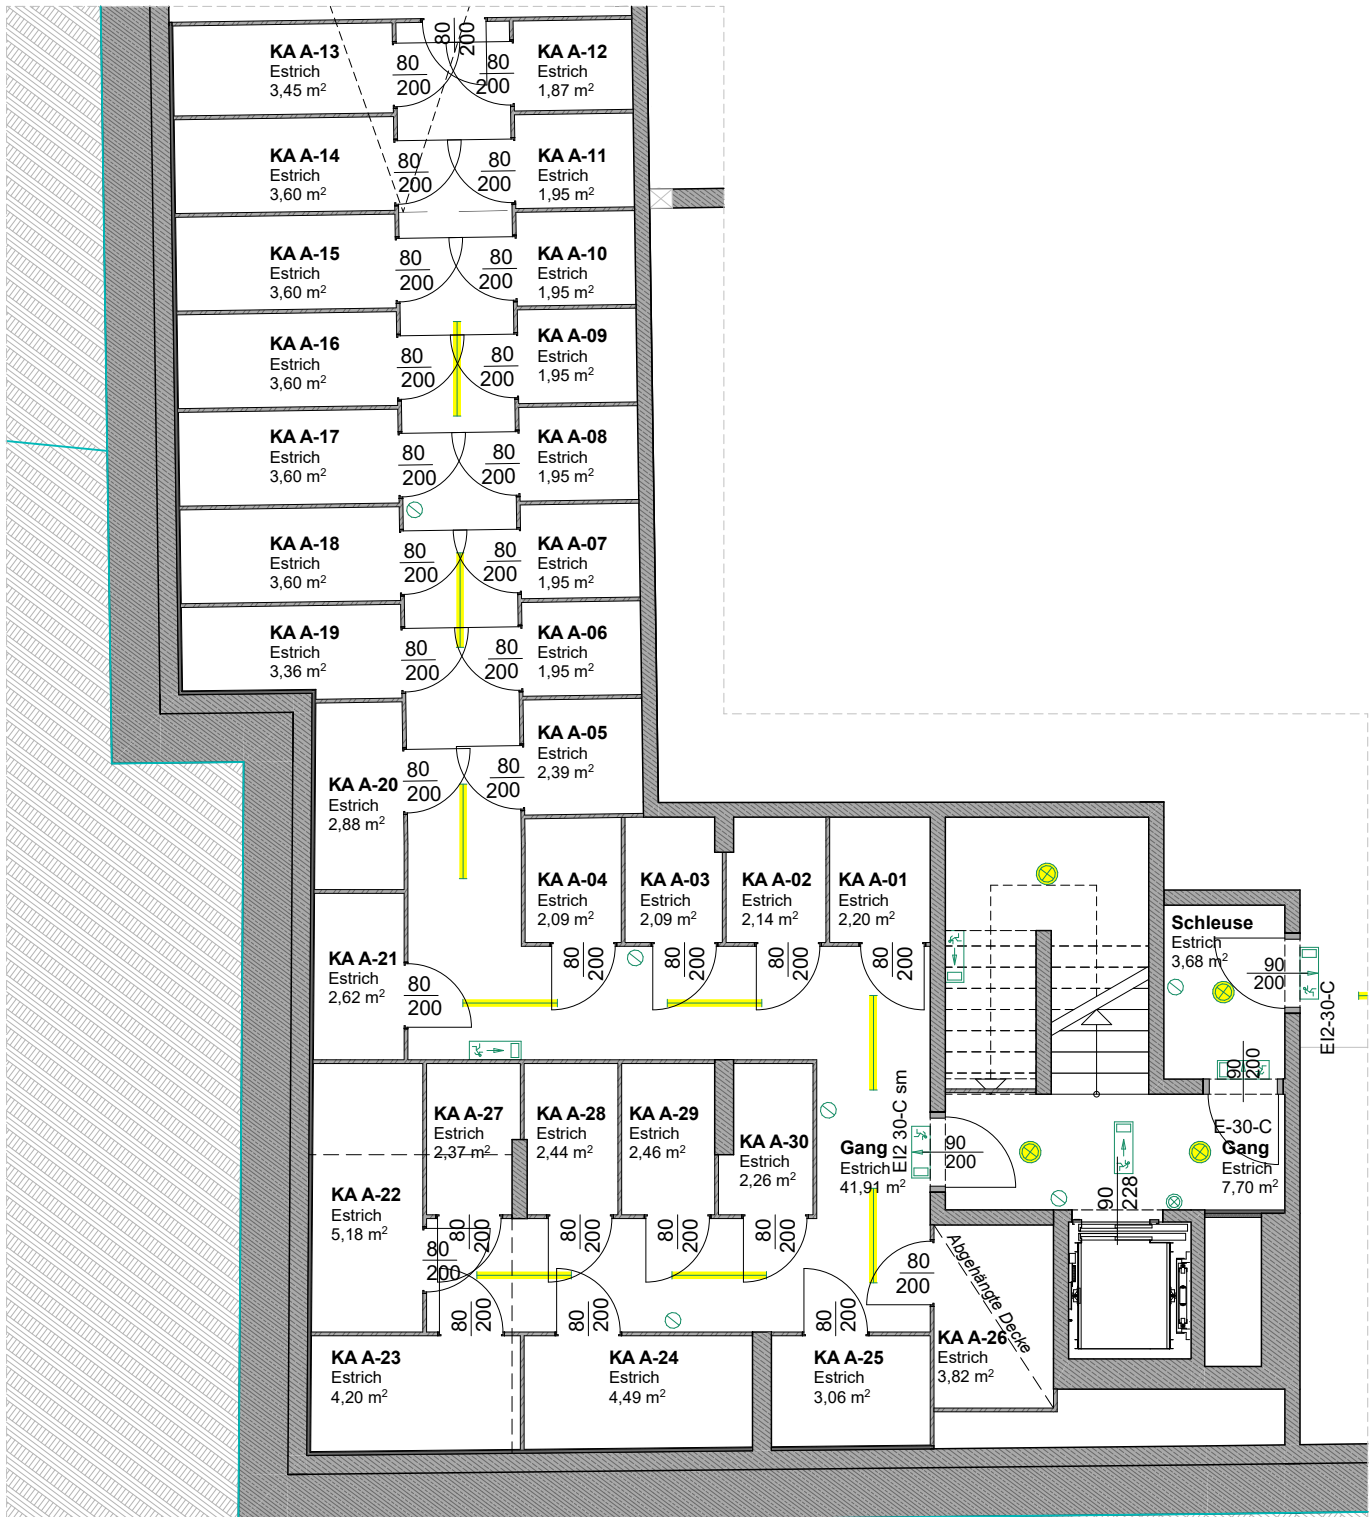 80
200
KA A-13
Estrich
3,45 m²
80
200
80
200
KA A-12
Estrich
1,87 m²
KA A-14
Estrich
3,60 m²
80
200
80
200
KA A-11
Estrich
1,95 m²
KA A-15
Estrich
3,60 m²
80
200
80
200
KA A-10
Estrich
1,95 m²
KA A-16
Estrich
3,60 m²
80
200
80
200
KA A-09
Estrich
1,95 m²
KA A-17
Estrich
3,60 m²
80
200
80
200
KA A-08
Estrich
1,95 m²
KA A-18
Estrich
3,60 m²
80
200
80
200
KA A-07
Estrich
1,95 m²
KA A-19
Estrich
3,36 m²
80
200
80
200
KA A-06
Estrich
1,95 m²
KA A-20
Estrich
2,88 m²
80
200
80
200
KA A-05
Estrich
2,39 m²
KA A-04
Estrich
2,09 m²
KA A-03
Estrich
2,09 m²
KA A-02
Estrich
2,14 m²
KA A-01
Estrich
2,20 m²
80
200
80
200
80
200
80
200
KA A-21
Estrich
2,62 m²
80
200
Schleuse
Estrich
3,68 m²
90
200
EI2-30-C
90
200
E-30-C
Gang
Estrich
7,70 m²
KA A-27
Estrich
2,37 m²
KA A-28
Estrich
2,44 m²
KA A-29
Estrich
2,46 m²
KA A-30
Estrich
2,26 m²
Gang
Estrich
41,91 m²
EI2 30-C sm
90
200
90
228
KA A-22
Estrich
5,18 m²
80
200
80
200
80
200
80
200
80
200
80
200
80
200
80
200
80
200
Abgehängte Decke
KA A-23
Estrich
4,20 m²
KA A-24
Estrich
4,49 m²
KA A-25
Estrich
3,06 m²
KA A-26
Estrich
3,82 m²